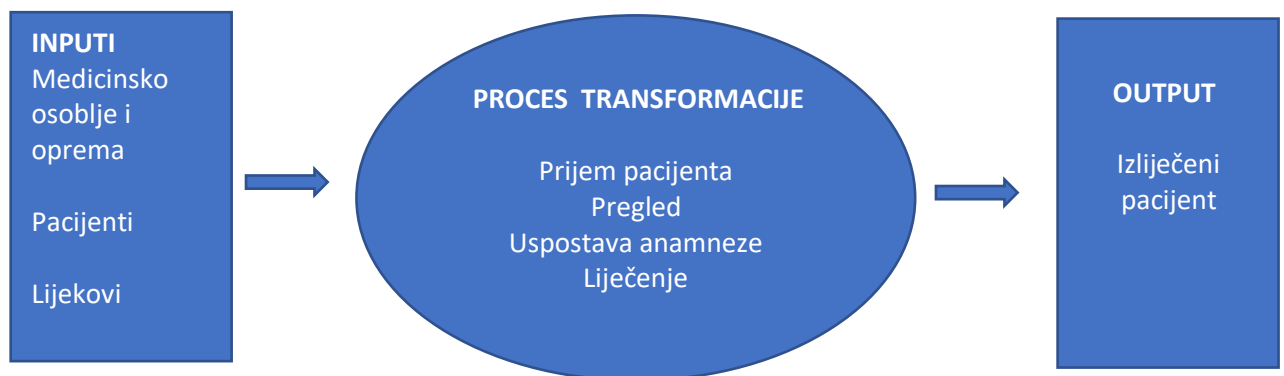 INPUTI
Medicinsko
osoblje i
oprema
Pacijenti
Lijekovi
PROCES TRANSFORMACIJE
Prijem pacijenta
Pregled
Uspostava anamneze
Liječenje
OUTPUT
Izliječeni
pacijent